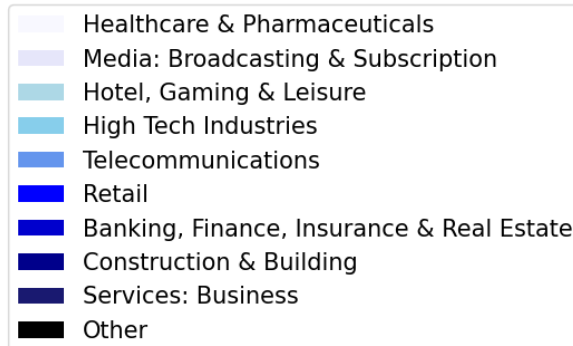 Healthcare & Pharmaceuticals
Media: Broadcasting & Subscription
Hotel, Gaming & Leisure
High Tech Industries
Telecommunications
Retail
Banking, Finance, Insurance & Real Estate
Construction & Building
Services: Business
Other